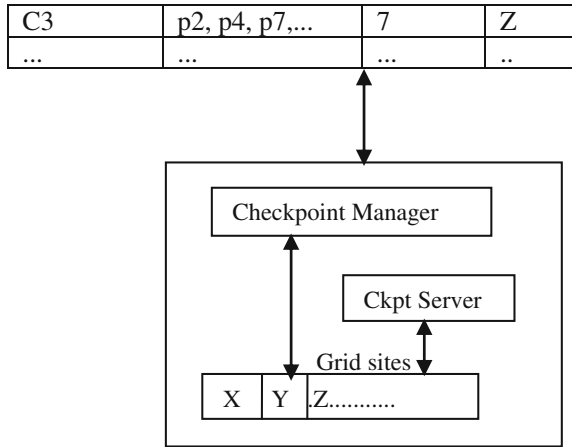 C3 p2, p4, p7,... 7 Z
... ... ... ..
Checkpoint Manager
Ckpt Server
Grid sites
X Y .Z...........